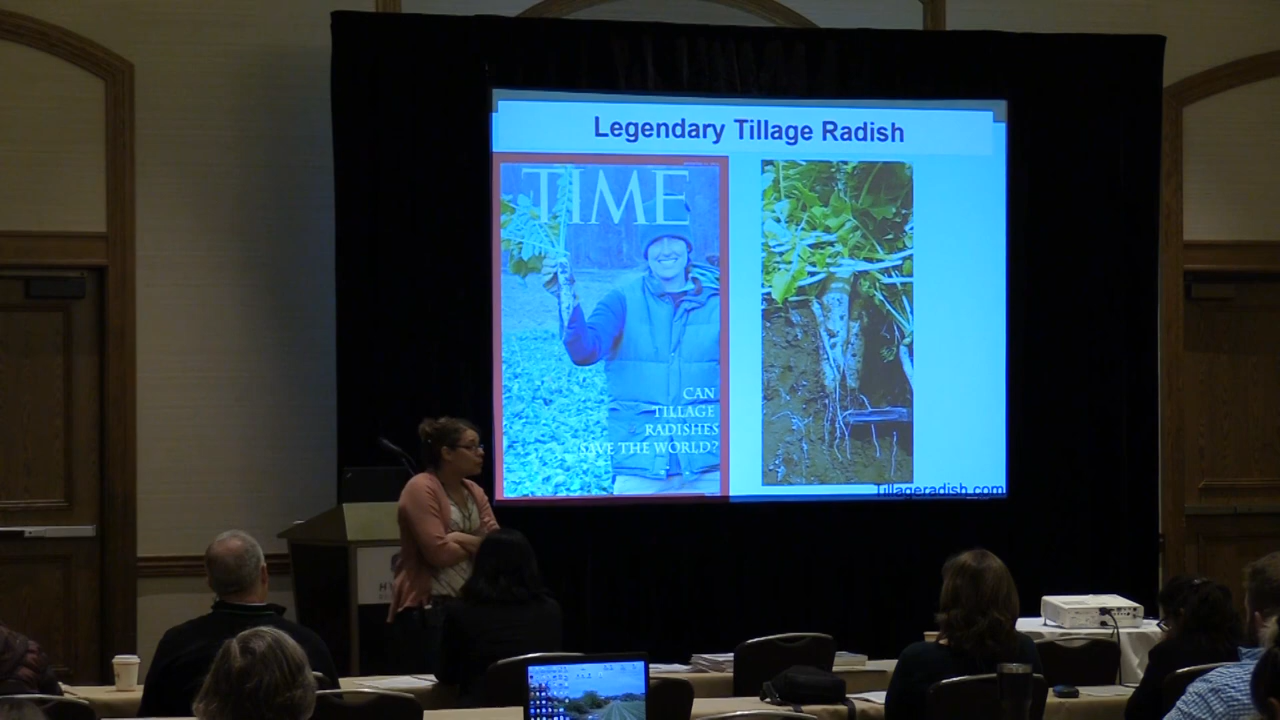 Legendary Tillage Radish
TIME
CAN
TILLAGE
RADISHES
SAVE THE WORLD?
Tillageradish.com